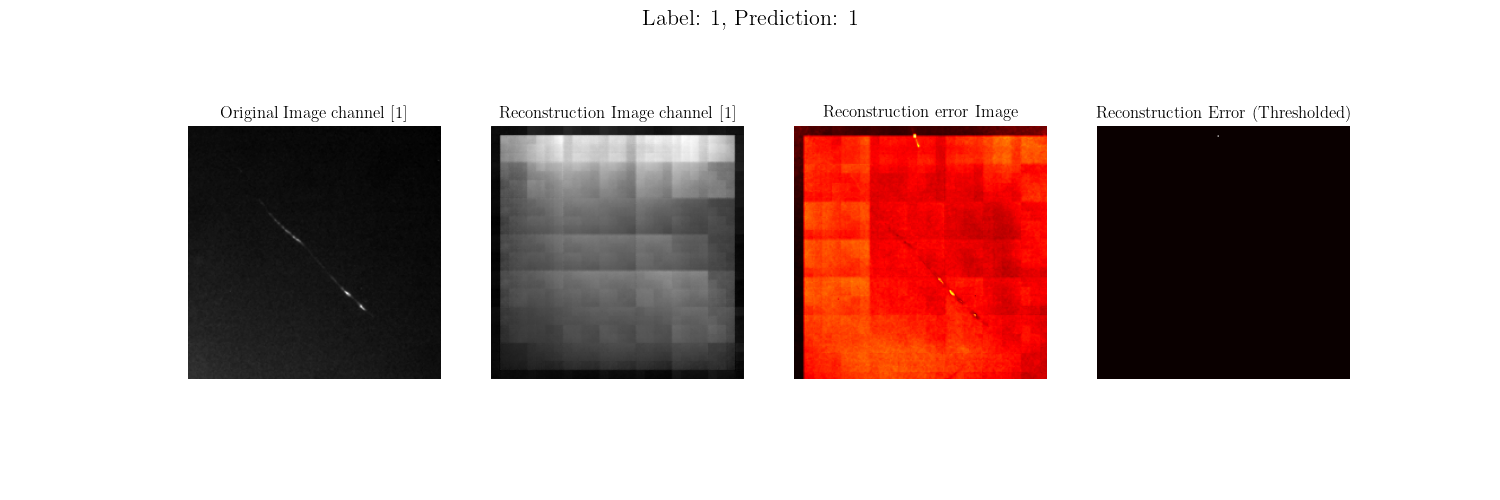 Label: 1, Prediction: 1
Original Image channel [1]
Reconstruction Image channel [1]
Reconstruction error Image
Reconstruction Error (Thresholded)